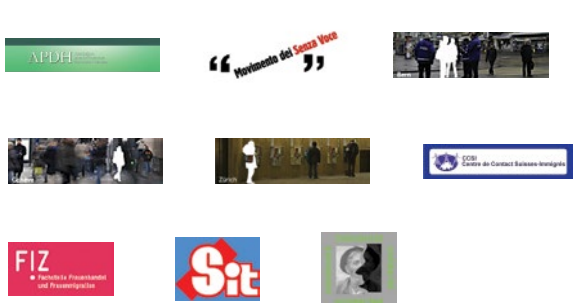 APDH
Movimento dei Senza Voce
Bern
Genève
Zürich
CCSI
Centre de Contact Suisses-Immigrés
FIZ
Fachstelle Frauenhandel
und Frauenmigration
Sit